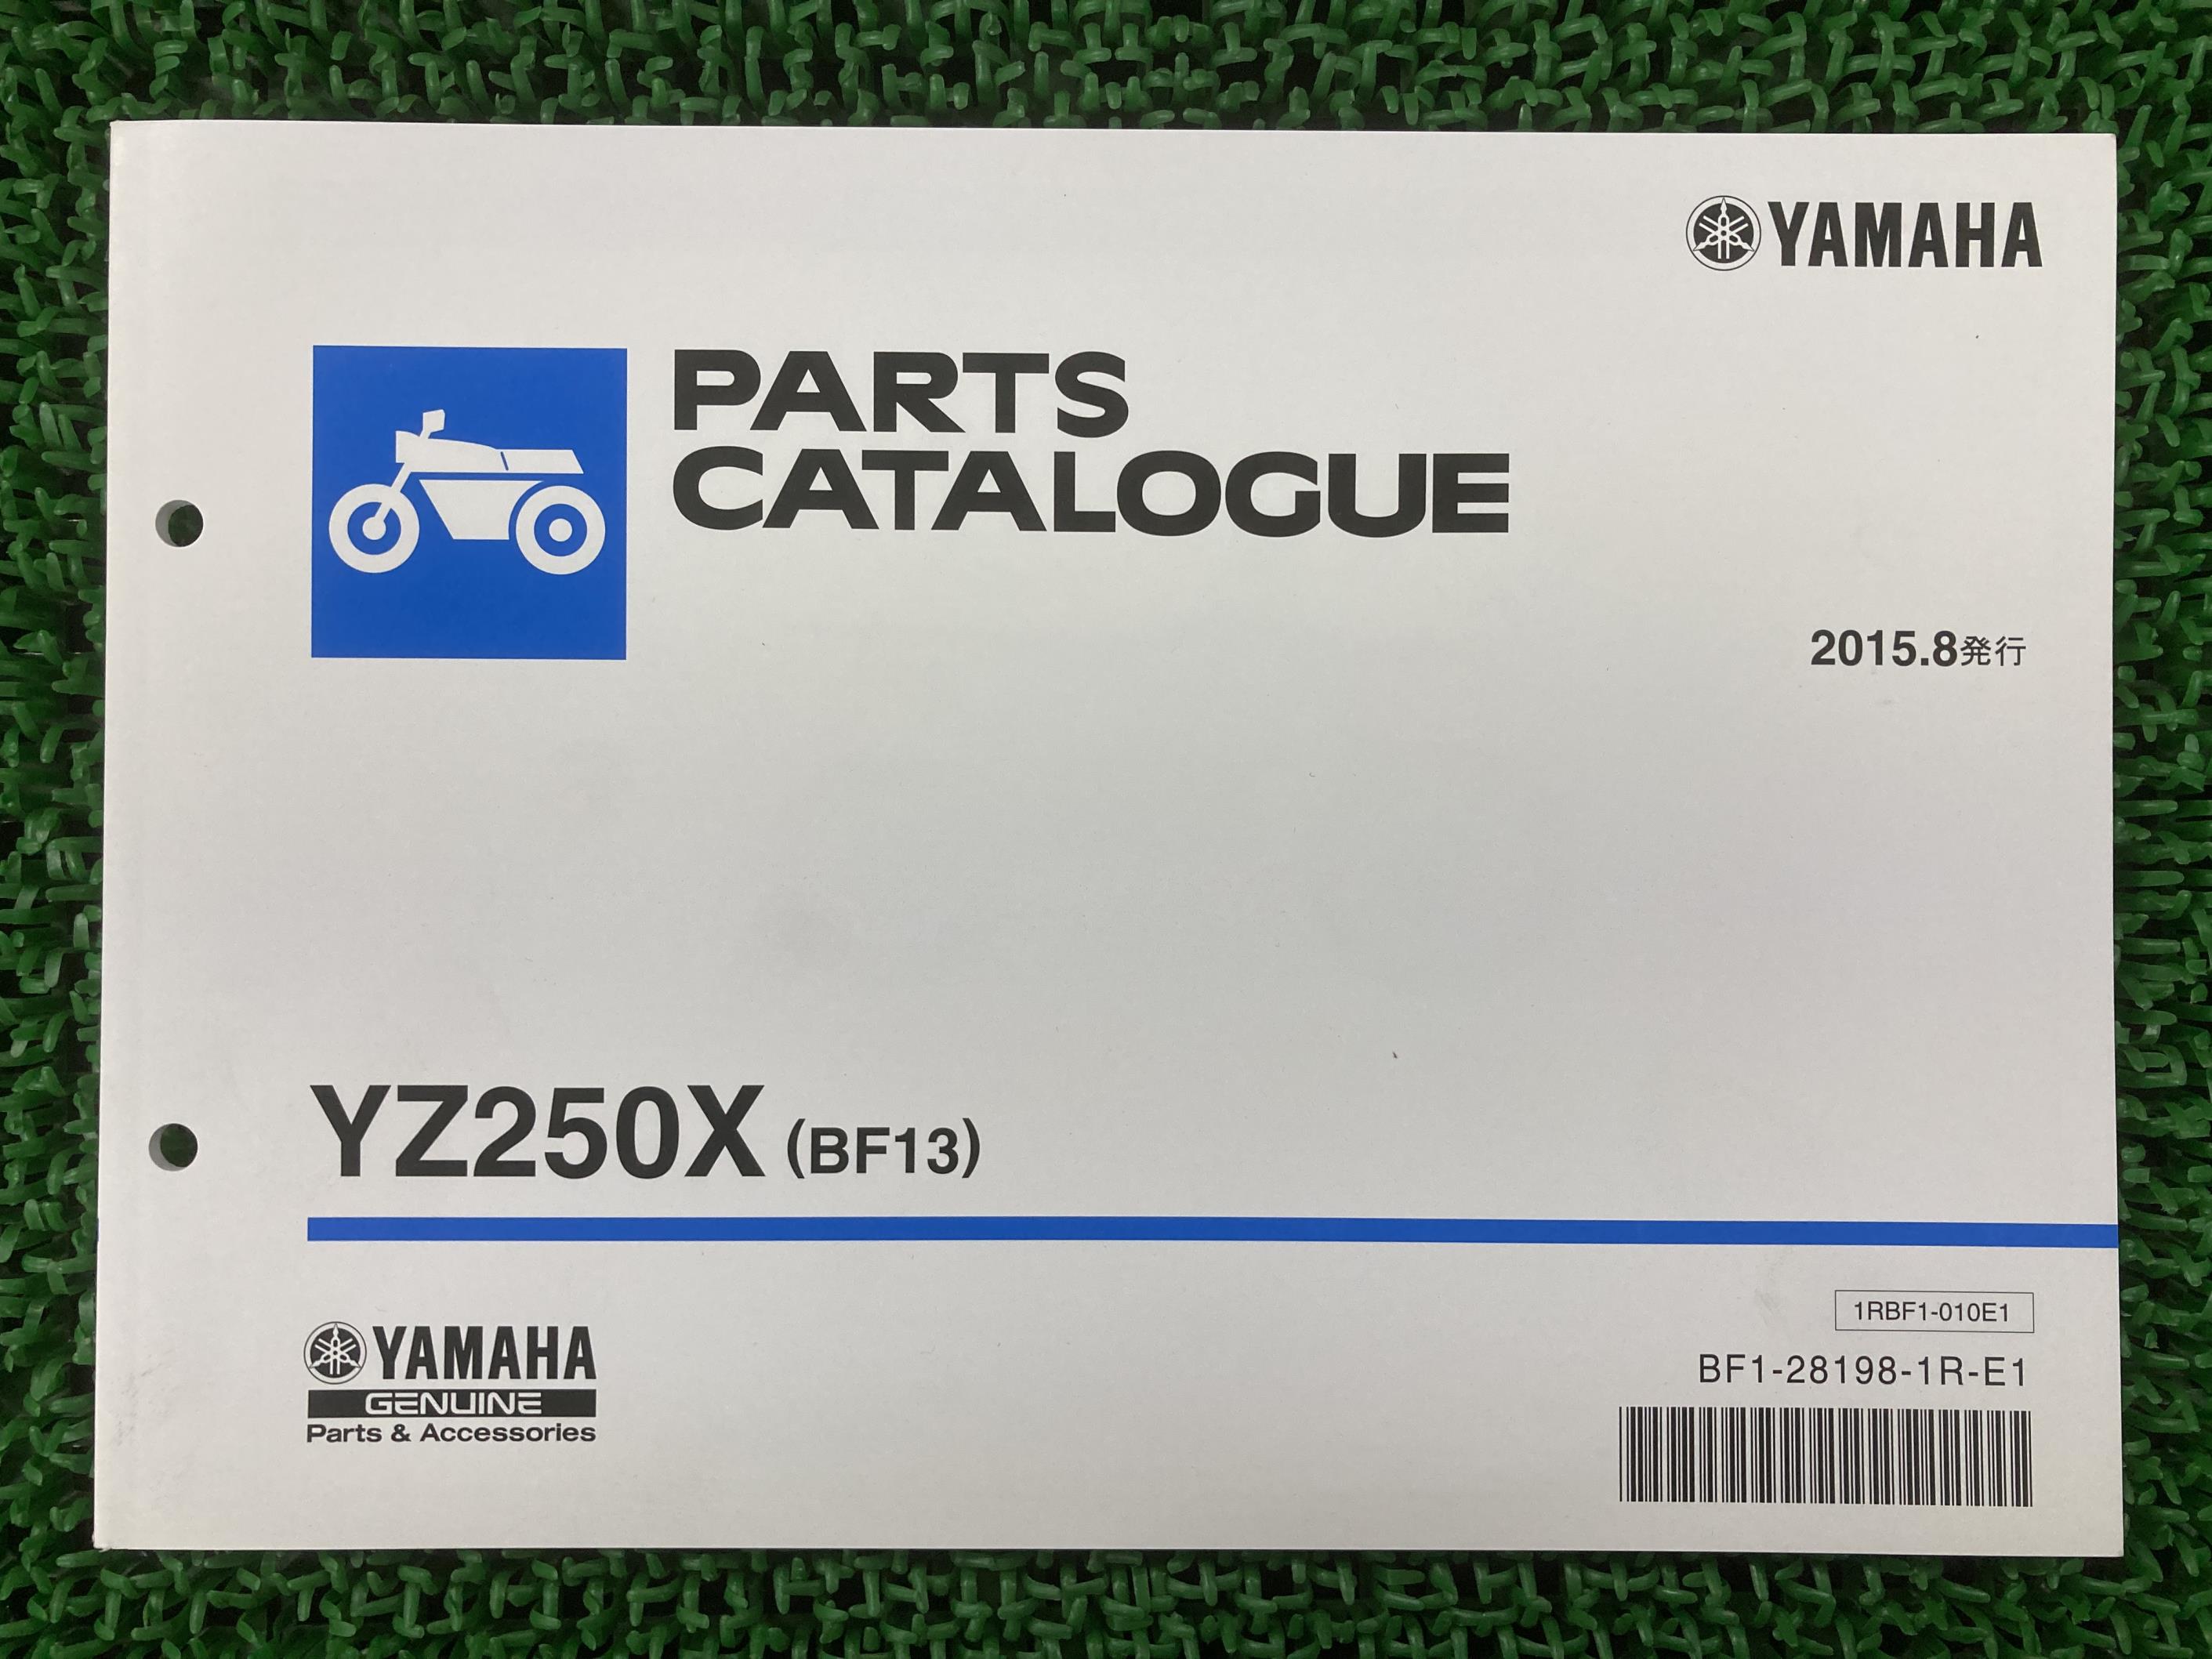 YAMAHA
PARTS
CATALOGUE
2015.8発行
YZ250X (BF13)
1RBF1-010E1
BF1-28198-1R-E1
YAMAHA
GENUINE
Parts & Accessories